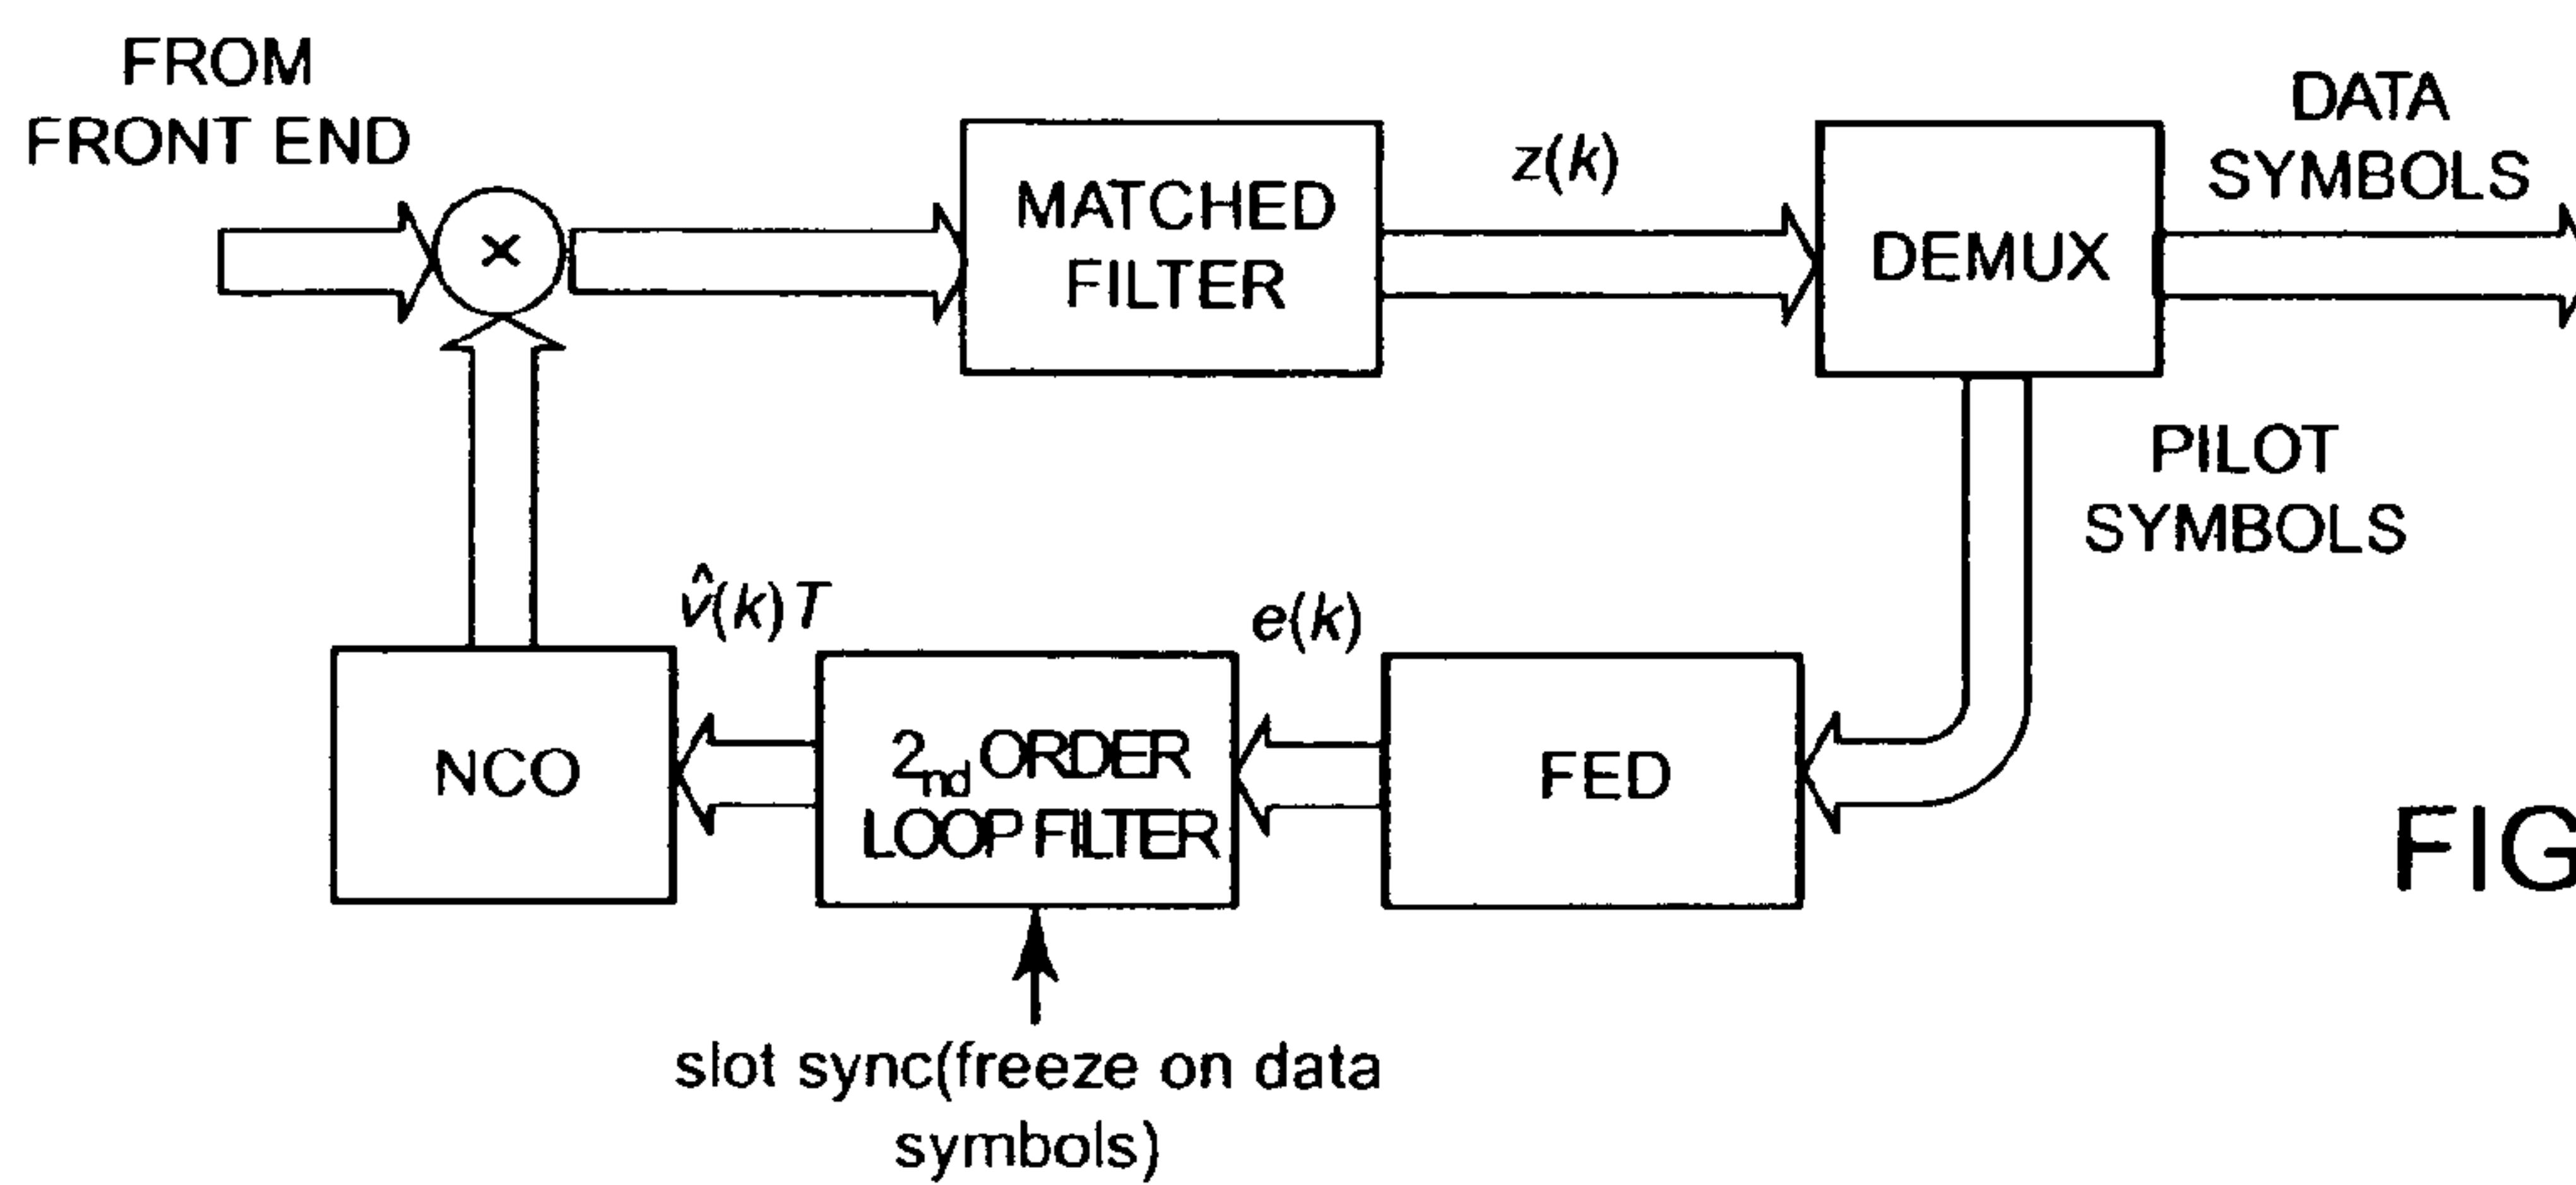 FROM
FRONT END
×
MATCHED
FILTER
z(k)
DEMUX
DATA
SYMBOLS
PILOT
SYMBOLS
v̂(k)T
e(k)
NCO
2nd ORDER
LOOP FILTER
FED
FIG
slot sync(freeze on data
symbols)